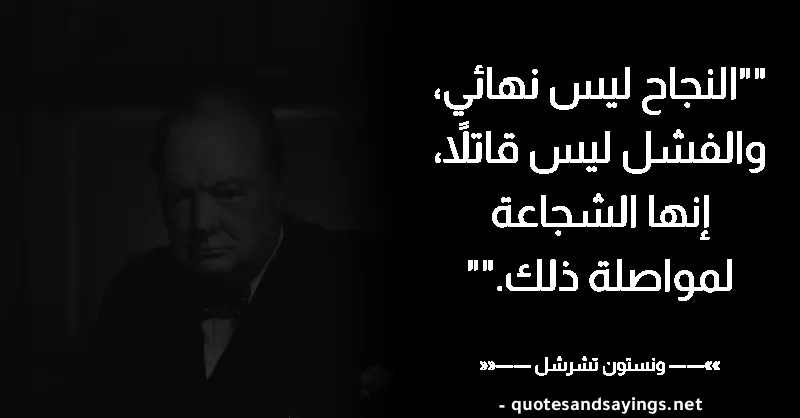 ""النجاح ليس نهائي،
والفشل ليس قاتلًا،
إنها الشجاعة
لمواصلة ذلك.""
»——— ونستون تشرشل ———«
- quotesandsayings.net